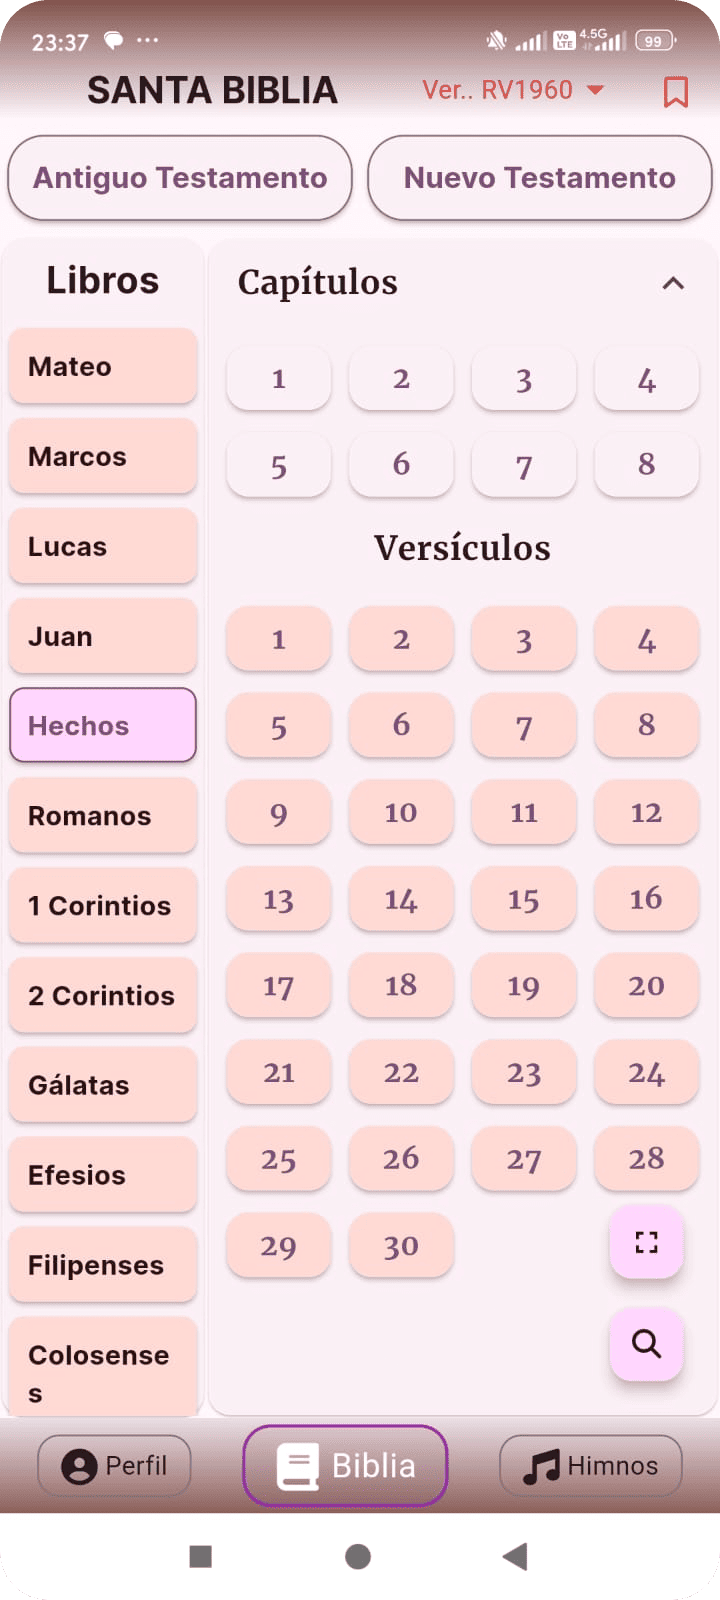 23:37
Vo LTE 4.5G 99
SANTA BIBLIA
Ver.. RV1960
Antiguo Testamento
Nuevo Testamento
Libros
Mateo
Marcos
Lucas
Juan
Hechos
Romanos
1 Corintios
2 Corintios
Gálatas
Efesios
Filipenses
Colosense
s
Capítulos
1 2 3 4
5 6 7 8
Versículos
1 2 3 4
5 6 7 8
9 10 11 12
13 14 15 16
17 18 19 20
21 22 23 24
25 26 27 28
29 30
Perfil
Biblia
Himnos